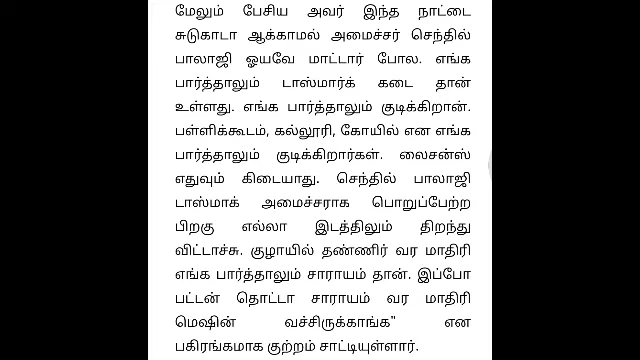 மேலும் பேசிய அவர் இந்த நாட்டை
சுடுகாடா ஆக்காமல் அமைச்சர் செந்தில்
பாலாஜி ஓயவே மாட்டார் போல. எங்க
பார்த்தாலும் டாஸ்மார்க் கடை தான்
உள்ளது. எங்க பார்த்தாலும் குடிக்கிறான்.
பள்ளிக்கூடம், கல்லூரி, கோயில் என எங்க
பார்த்தாலும் குடிக்கிறார்கள். லைசன்ஸ்
எதுவும் கிடையாது. செந்தில் பாலாஜி
டாஸ்மாக் அமைச்சராக பொறுப்பேற்ற
பிறகு எல்லா இடத்திலும் திறந்து
விட்டாச்சு. குழாயில் தண்ணிர் வர மாதிரி
எங்க பார்த்தாலும் சாராயம் தான். இப்போ
பட்டன் தொட்டா சாராயம் வர மாதிரி
மெஷின் வச்சிருக்காங்க" என
பகிரங்கமாக குற்றம் சாட்டியுள்ளார்.